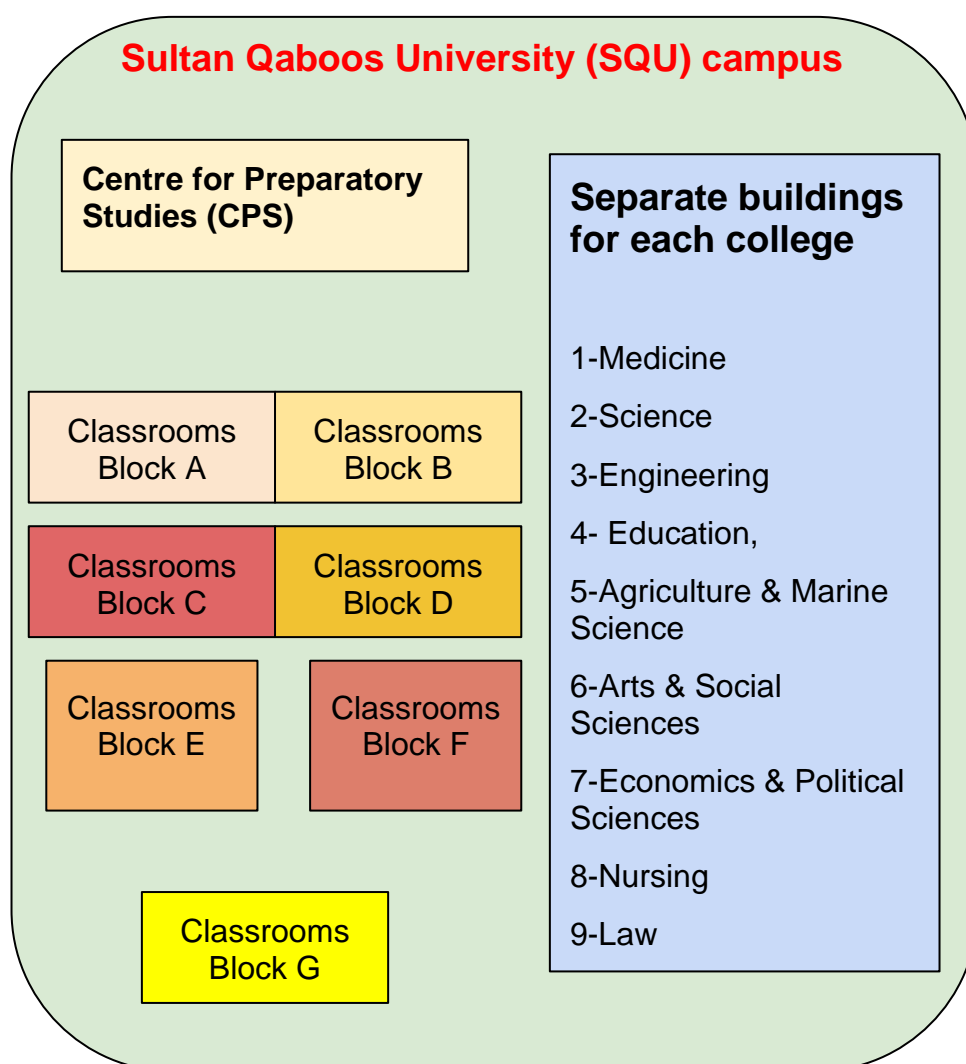 Sultan Qaboos University (SQU) campus
Centre for Preparatory
Studies (CPS)
Classrooms
Block A
Classrooms
Block B
Classrooms
Block C
Classrooms
Block D
Classrooms
Block E
Classrooms
Block F
Classrooms
Block G
Separate buildings
for each college
1-Medicine
2-Science
3-Engineering
4- Education,
5-Agriculture & Marine
Science
6-Arts & Social
Sciences
7-Economics & Political
Sciences
8-Nursing
9-Law